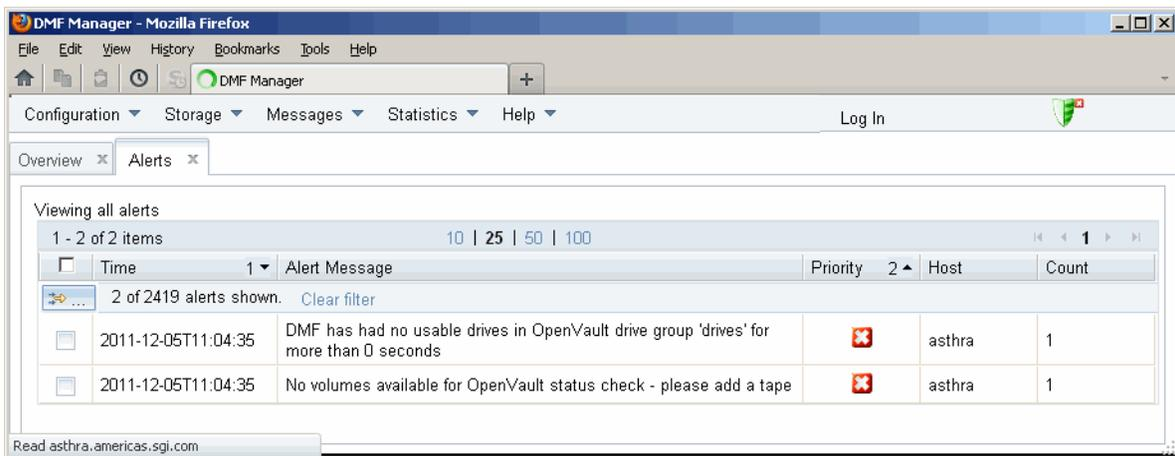 DMF Manager - Mozilla Firefox
File Edit View History Bookmarks Tools Help
DMF Manager
Configuration Storage Messages Statistics Help Log In
Overview Alerts
Viewing all alerts
1 - 2 of 2 items 10 | 25 | 50 | 100 1
Time 1 Alert Message Priority 2 Host Count
... 2 of 2419 alerts shown. Clear filter
2011-12-05T11:04:35 DMF has had no usable drives in OpenVault drive group 'drives' for
more than 0 seconds asthra 1
2011-12-05T11:04:35 No volumes available for OpenVault status check - please add a tape asthra 1
Read asthra.americas.sgi.com